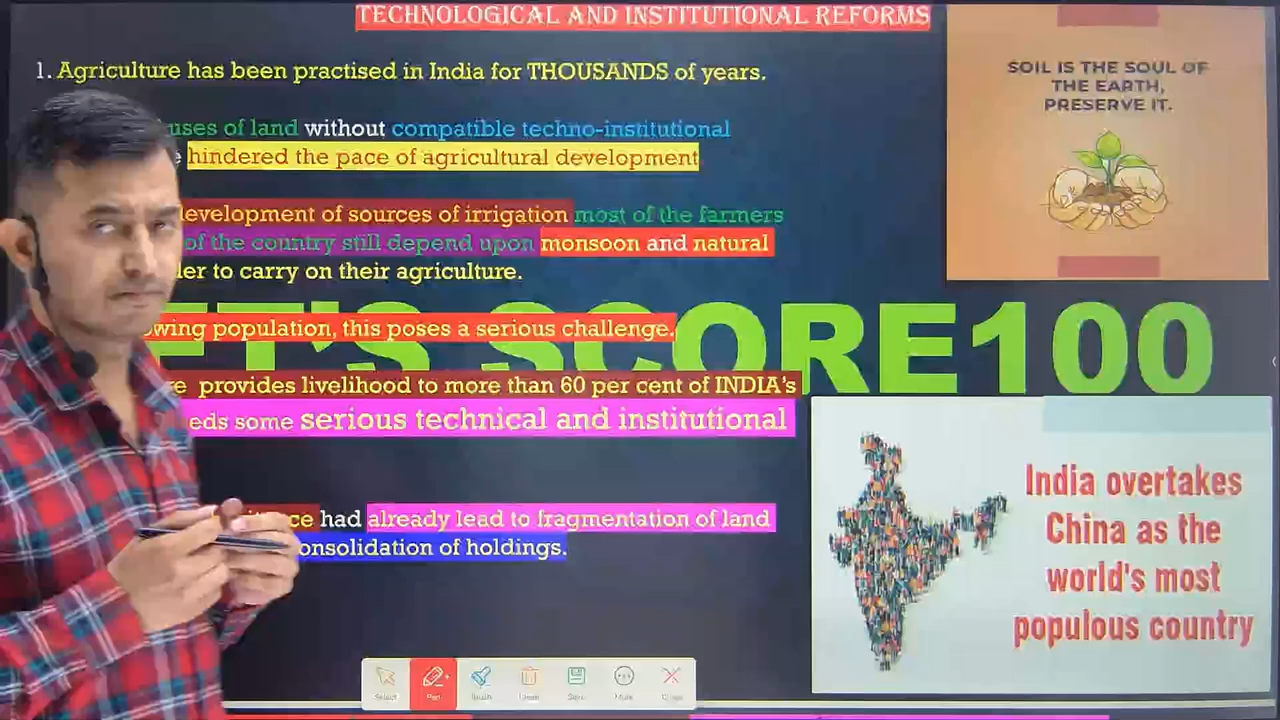 TECHNOLOGICAL AND INSTITUTIONAL REFORMS
1. Agriculture has been practised in India for THOUSANDS of years.
uses of land without compatible techno-institutional
hindered the pace of agricultural development
development of sources of irrigation most of the farmers
of the country still depend upon monsoon and natural
to carry on their agriculture.
population, this poses a serious challenge.
provides livelihood to more than 60 per cent of INDIA's
some serious technical and institutional
had already lead to fragmentation of land
consolidation of holdings.
LET'S SCORE100
SOIL IS THE SOUL OF
THE EARTH,
PRESERVE IT.
India overtakes
China as the
world's most
populous country
Select
Pen
More